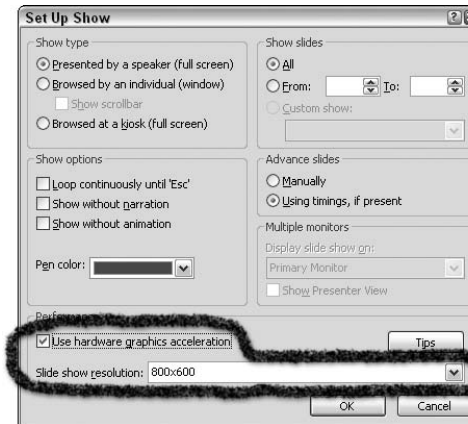 Set Up Show
Show type
Presented by a speaker (full screen)
Browsed by an individual (window)
Show scrollbar
Browsed at a kiosk (full screen)
Show slides
All
From: To:
Custom show:
Show options
Loop continuously until 'Esc'
Show without narration
Show without animation
Pen color:
Advance slides
Manually
Using timings, if present
Multiple monitors
Display slide show on:
Primary Monitor
Show Presenter View
Use hardware graphics acceleration
Tips
Slide show resolution: 800x600
OK Cancel